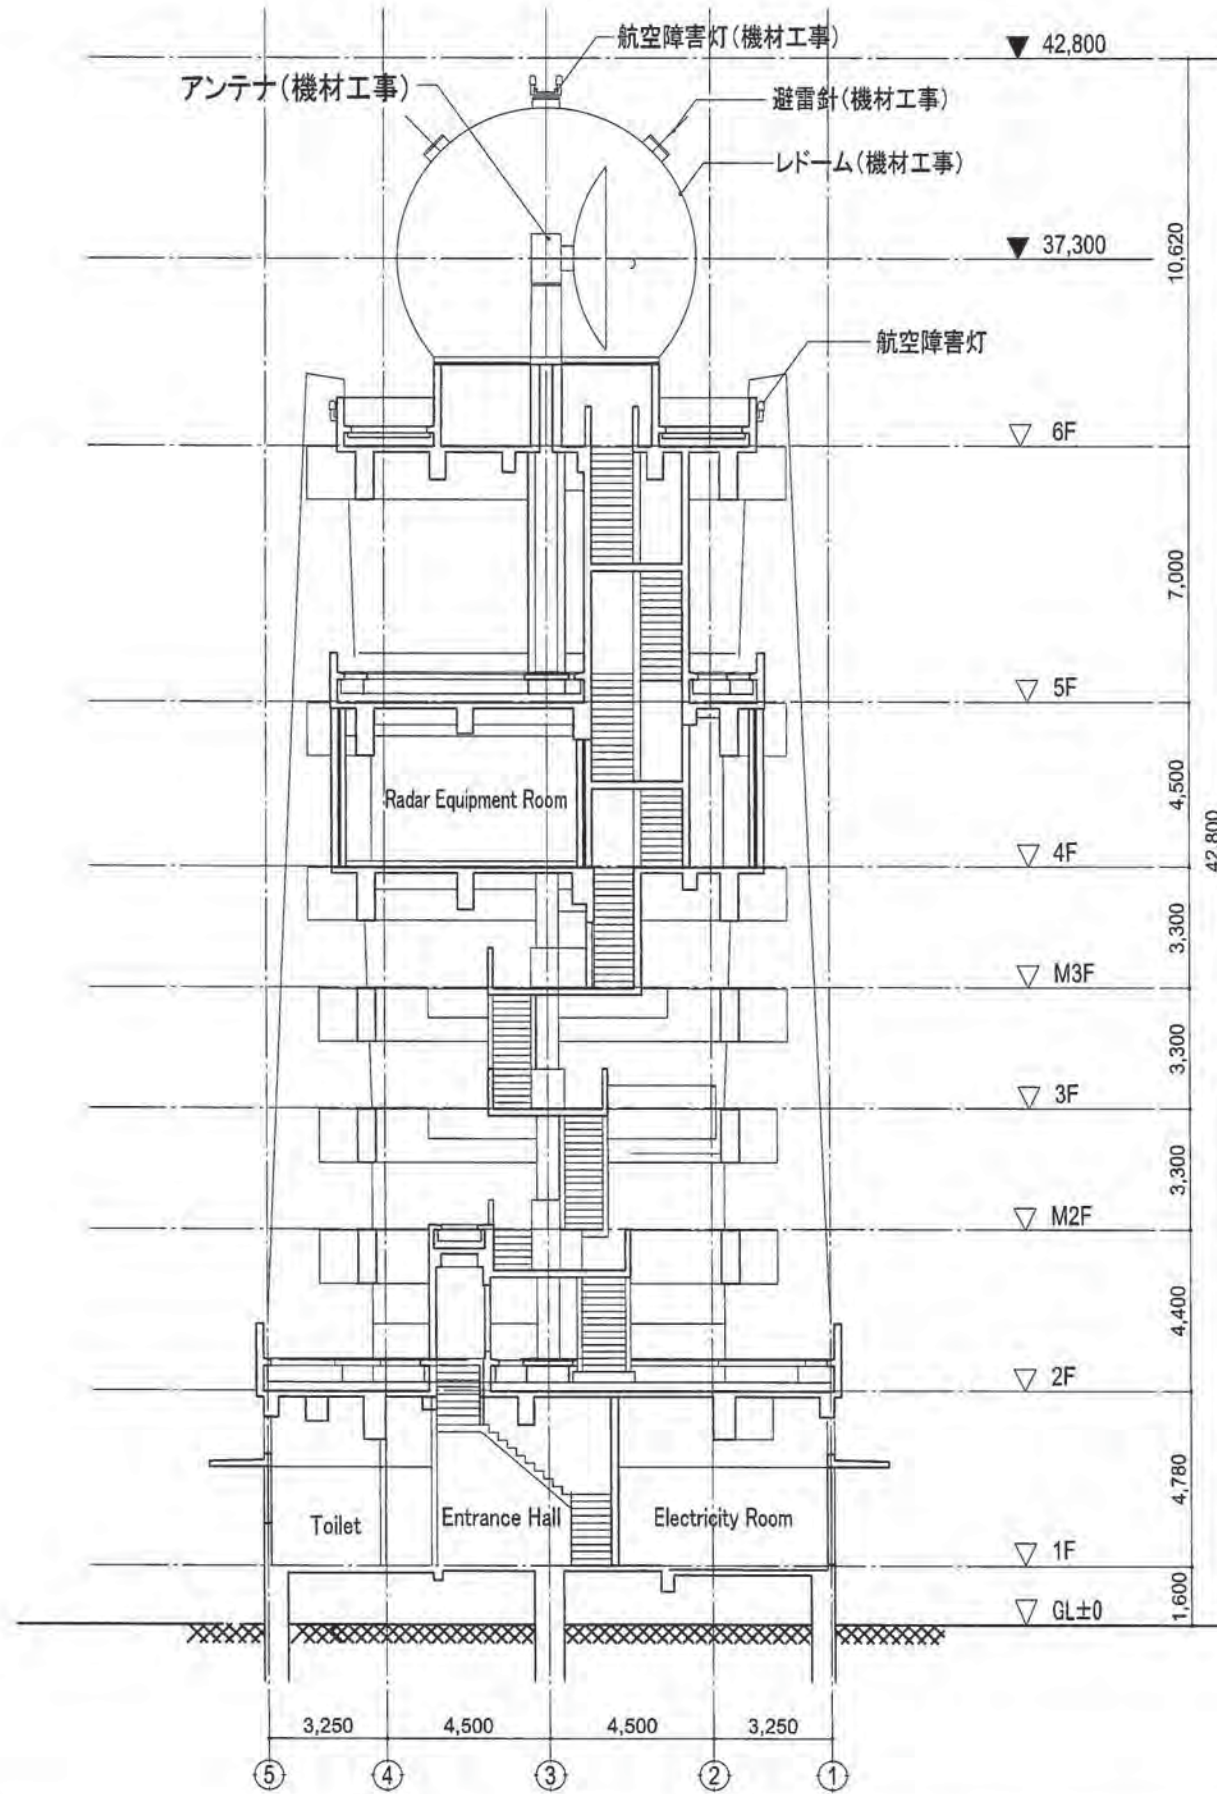 航空障害灯(機材工事)
▼ 42,800
アンテナ(機材工事)
避雷針(機材工事)
レドーム(機材工事)
▼ 37,300
10,620
航空障害灯
▽ 6F
7,000
▽ 5F
Radar Equipment Room
4,500
42,800
▽ 4F
3,300
▽ M3F
3,300
▽ 3F
3,300
▽ M2F
4,400
▽ 2F
4,780
Toilet
Entrance Hall
Electricity Room
▽ 1F
1,600
▽ GL±0
3,250 4,500 4,500 3,250
⑤ ④ ③ ② ①